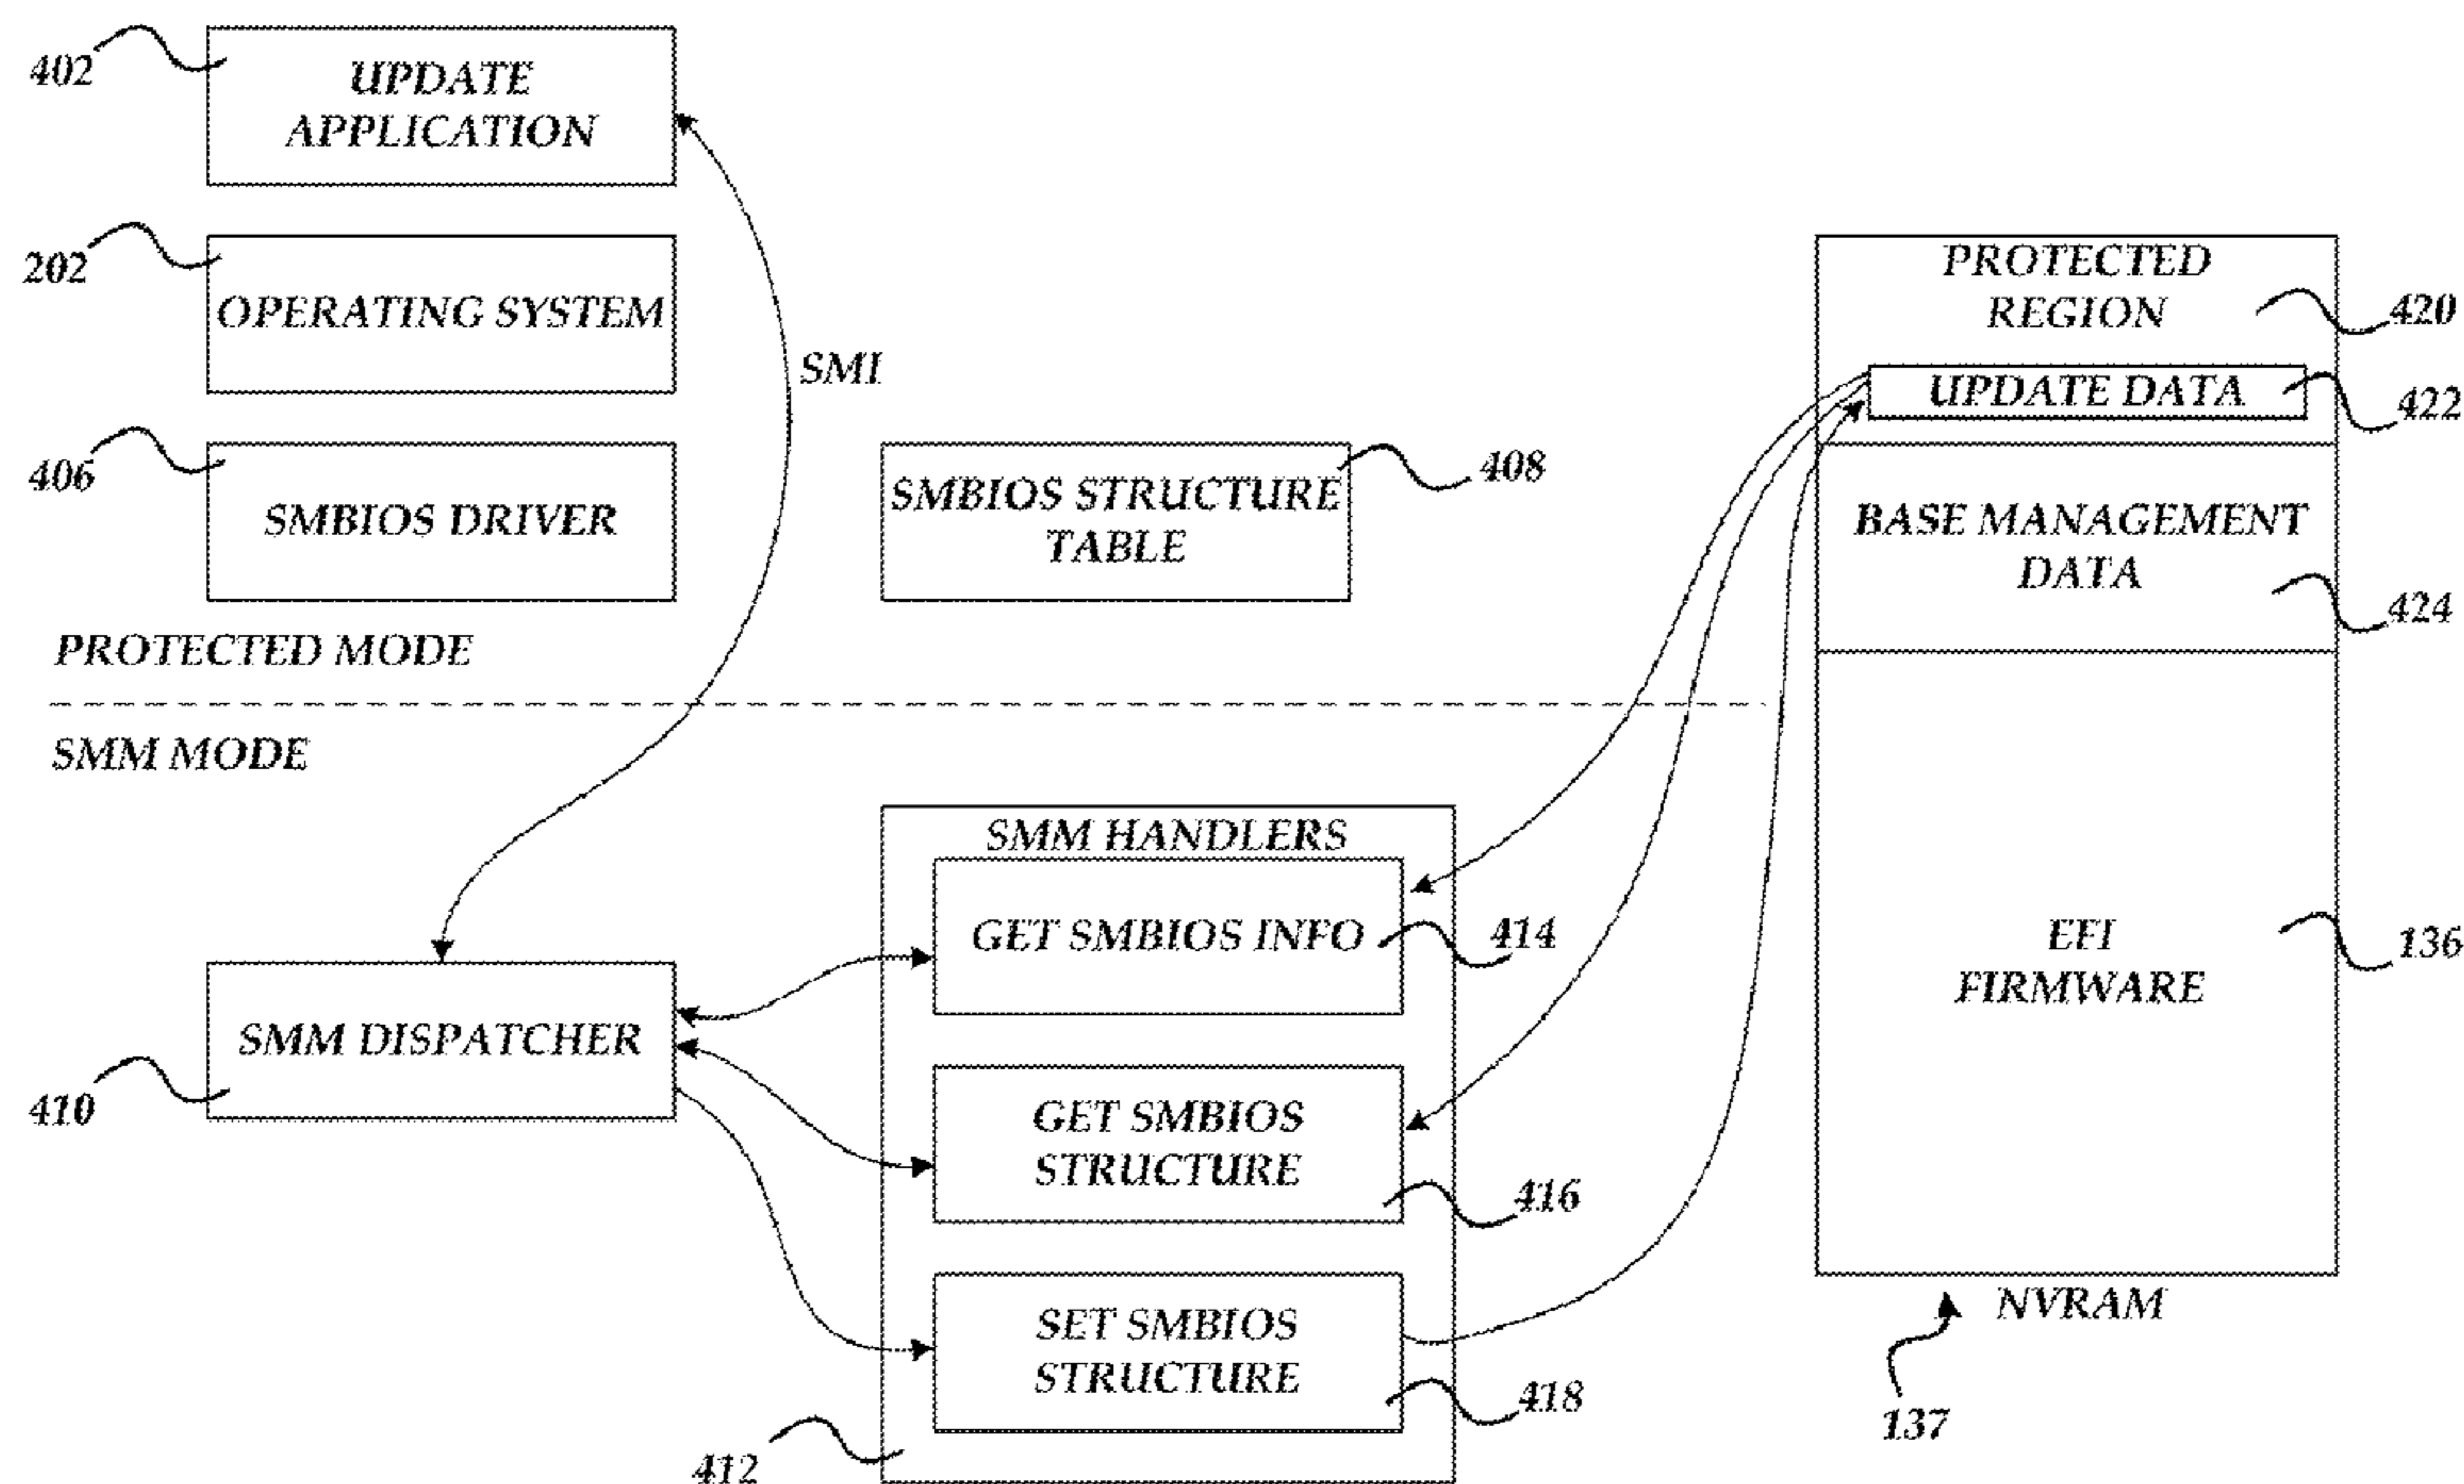 402
UPDATE
APPLICATION
202
OPERATING SYSTEM
SMI
406
SMBIOS DRIVER
SMBIOS STRUCTURE
TABLE
408
PROTECTED MODE
SMM MODE
SMM DISPATCHER
410
SMM HANDLERS
GET SMBIOS INFO
414
GET SMBIOS
STRUCTURE
416
SET SMBIOS
STRUCTURE
418
412
PROTECTED
REGION
420
UPDATE DATA
422
BASE MANAGEMENT
DATA
424
EFI
FIRMWARE
136
NVRAM
137